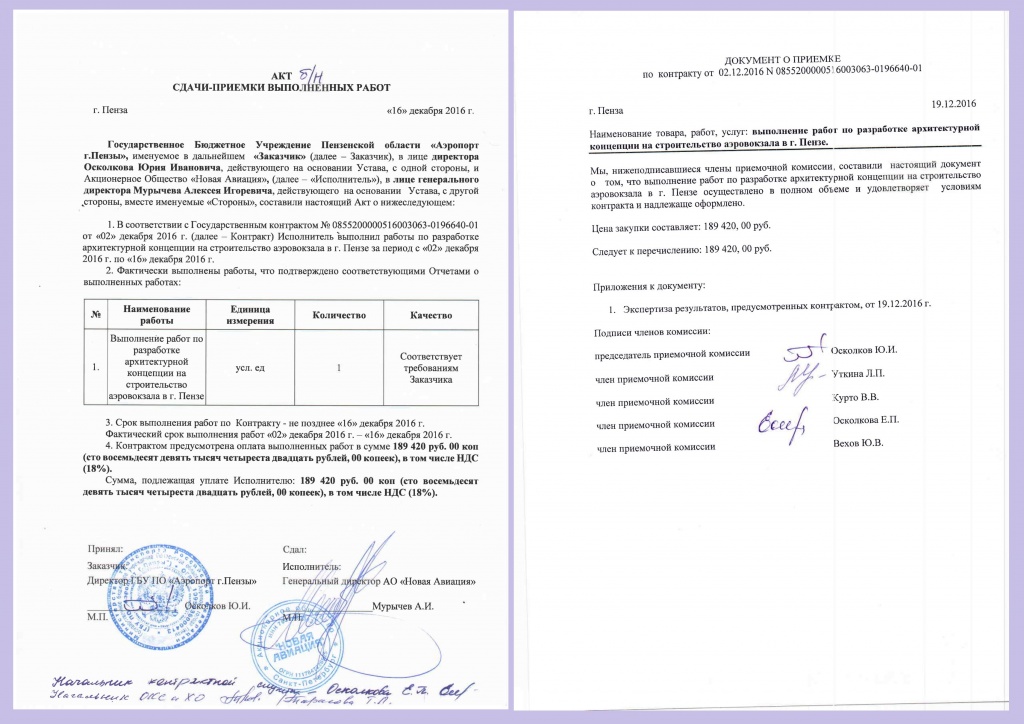 АКТ б/н
СДАЧИ-ПРИЕМКИ ВЫПОЛНЕННЫХ РАБОТ
г. Пенза «16» декабря 2016 г.
Государственное Бюджетное Учреждение Пензенской области «Аэропорт
г.Пензы», именуемое в дальнейшем «Заказчик» (далее – Заказчик), в лице директора
Осколкова Юрия Ивановича, действующего на основании Устава, с одной стороны, и
Акционерное Общество «Новая Авиация», (далее – «Исполнитель»), в лице генерального
директора Мурычева Алексея Игоревича, действующего на основании Устава, с другой
стороны, вместе именуемые «Стороны», составили настоящий Акт о нижеследующем:
1. В соответствии с Государственным контрактом № 0855200000516003063-0196640-01
от «02» декабря 2016 г. (далее – Контракт) Исполнитель выполнил работы по разработке
архитектурной концепции на строительство аэровокзала в г. Пензе за период с «02» декабря
2016 г. по «16» декабря 2016 г.
2. Фактически выполнены работы, что подтверждено соответствующими Отчетами о
выполненных работах:
№ Наименование работы Единица измерения Количество Качество
1. Выполнение работ по
разработке
архитектурной
концепции на
строительство
аэровокзала в г. Пензе
усл. ед
1
Соответствует
требованиям
Заказчика
3. Срок выполнения работ по Контракту - не позднее «16» декабря 2016 г.
Фактический срок выполнения работ «02» декабря 2016 г. – «16» декабря 2016 г.
4. Контрактом предусмотрена оплата выполненных работ в сумме 189 420 руб. 00 коп
(сто восемьдесят девять тысяч четыреста двадцать рублей, 00 копеек), в том числе НДС
(18%).
Сумма, подлежащая уплате Исполнителю: 189 420 руб. 00 коп (сто восемьдесят
девять тысяч четыреста двадцать рублей, 00 копеек), в том числе НДС (18%).
Принял: Сдал:
Заказчик: Исполнитель:
Директор ГБУ ПО «Аэропорт г.Пензы» Генеральный директор АО «Новая Авиация»
Осколков Ю.И. Мурычев А.И.
М.П. М.П.
НОВАЯ
АВИАЦИЯ
Санкт-Петербург
Начальник контрактной службы – Осколкова Е.П.
Начальник ОКС и ХО Тарасова Т.А.
ДОКУМЕНТ О ПРИЕМКЕ
по контракту от 02.12.2016 N 0855200000516003063-0196640-01
г. Пенза 19.12.2016
Наименование товара, работ, услуг: выполнение работ по разработке архитектурной
концепции на строительство аэровокзала в г. Пензе.
Мы, нижеподписавшиеся члены приемочной комиссии, составили настоящий документ
о том, что выполнение работ по разработке архитектурной концепции на строительство
аэровокзала в г. Пензе осуществлено в полном объеме и удовлетворяет условиям
контракта и надлежаще оформлено.
Цена закупки составляет: 189 420, 00 руб.
Следует к перечислению: 189 420, 00 руб.
Приложения к документу:
1. Экспертиза результатов, предусмотренных контрактом, от 19.12.2016 г.
Подписи членов комиссии:
председатель приемочной комиссии Осколков Ю.И.
член приемочной комиссии Уткина Л.П.
член приемочной комиссии Курто В.В.
член приемочной комиссии Осколкова Е.П.
член приемочной комиссии Вехов Ю.В.